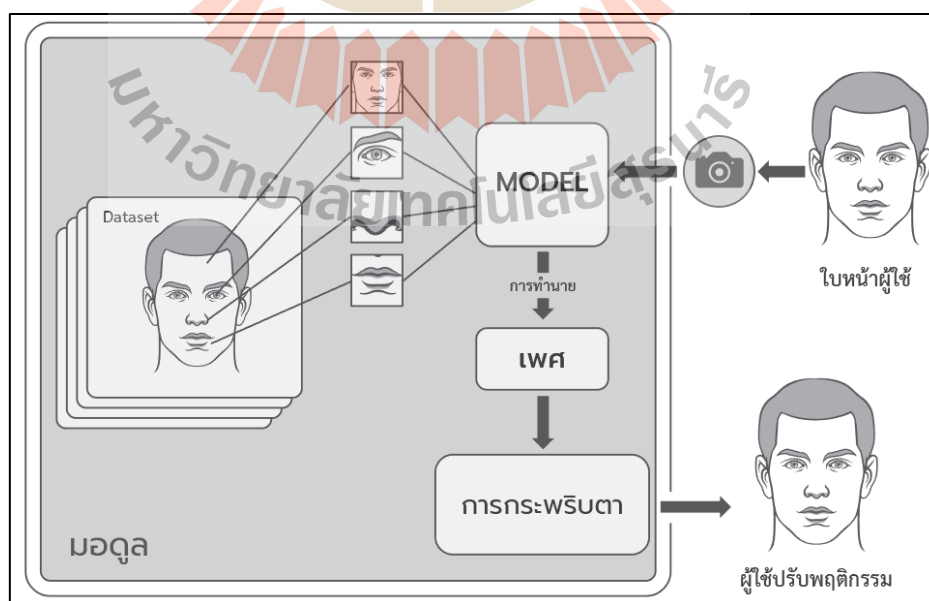 มหาวิทยาลัยเทคโนโลยีสุรนารี
Dataset
MODEL
การทำนาย
เพศ
การกระพริบตา
มอดูล
ใบหน้าผู้ใช้
ผู้ใช้ปรับพฤติกรรม